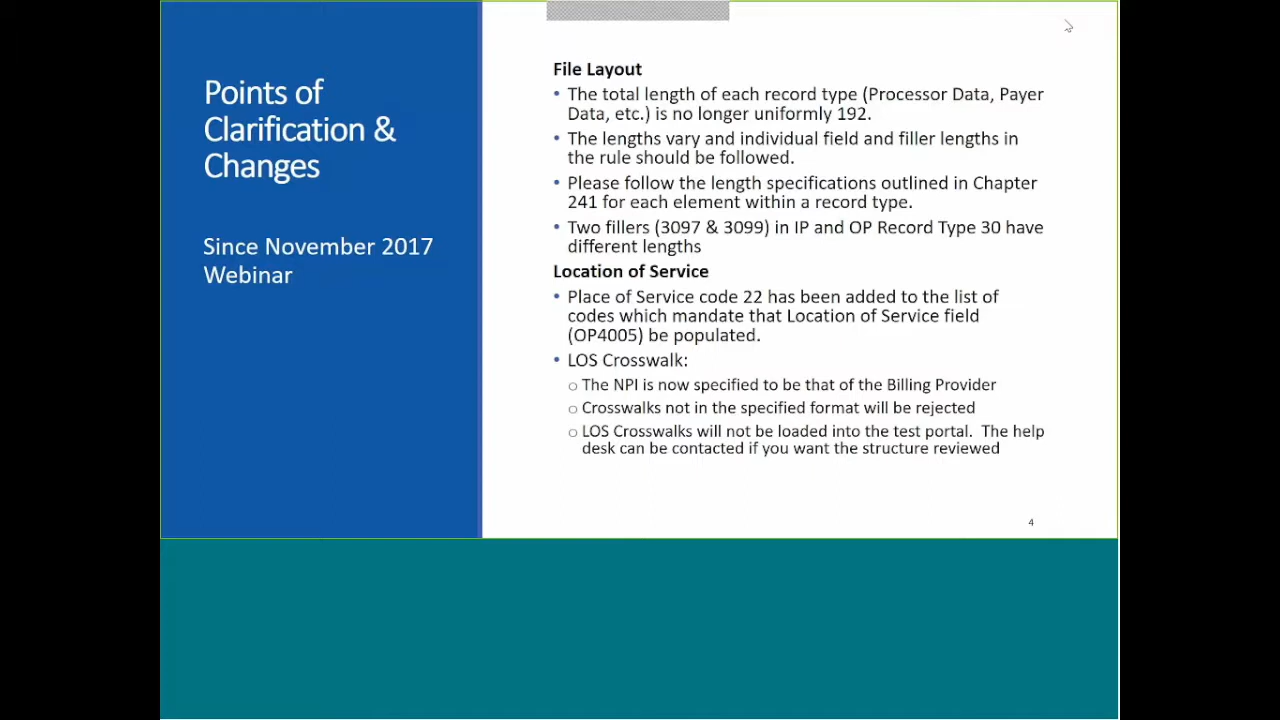 Points of
Clarification &
Changes
Since November 2017
Webinar
File Layout
• The total length of each record type (Processor Data, Payer
Data, etc.) is no longer uniformly 192.
• The lengths vary and individual field and filler lengths in
the rule should be followed.
• Please follow the length specifications outlined in Chapter
241 for each element within a record type.
• Two fillers (3097 & 3099) in IP and OP Record Type 30 have
different lengths
Location of Service
• Place of Service code 22 has been added to the list of
codes which mandate that Location of Service field
(OP4005) be populated.
• LOS Crosswalk:
o The NPI is now specified to be that of the Billing Provider
o Crosswalks not in the specified format will be rejected
o LOS Crosswalks will not be loaded into the test portal.  The help
desk can be contacted if you want the structure reviewed
4